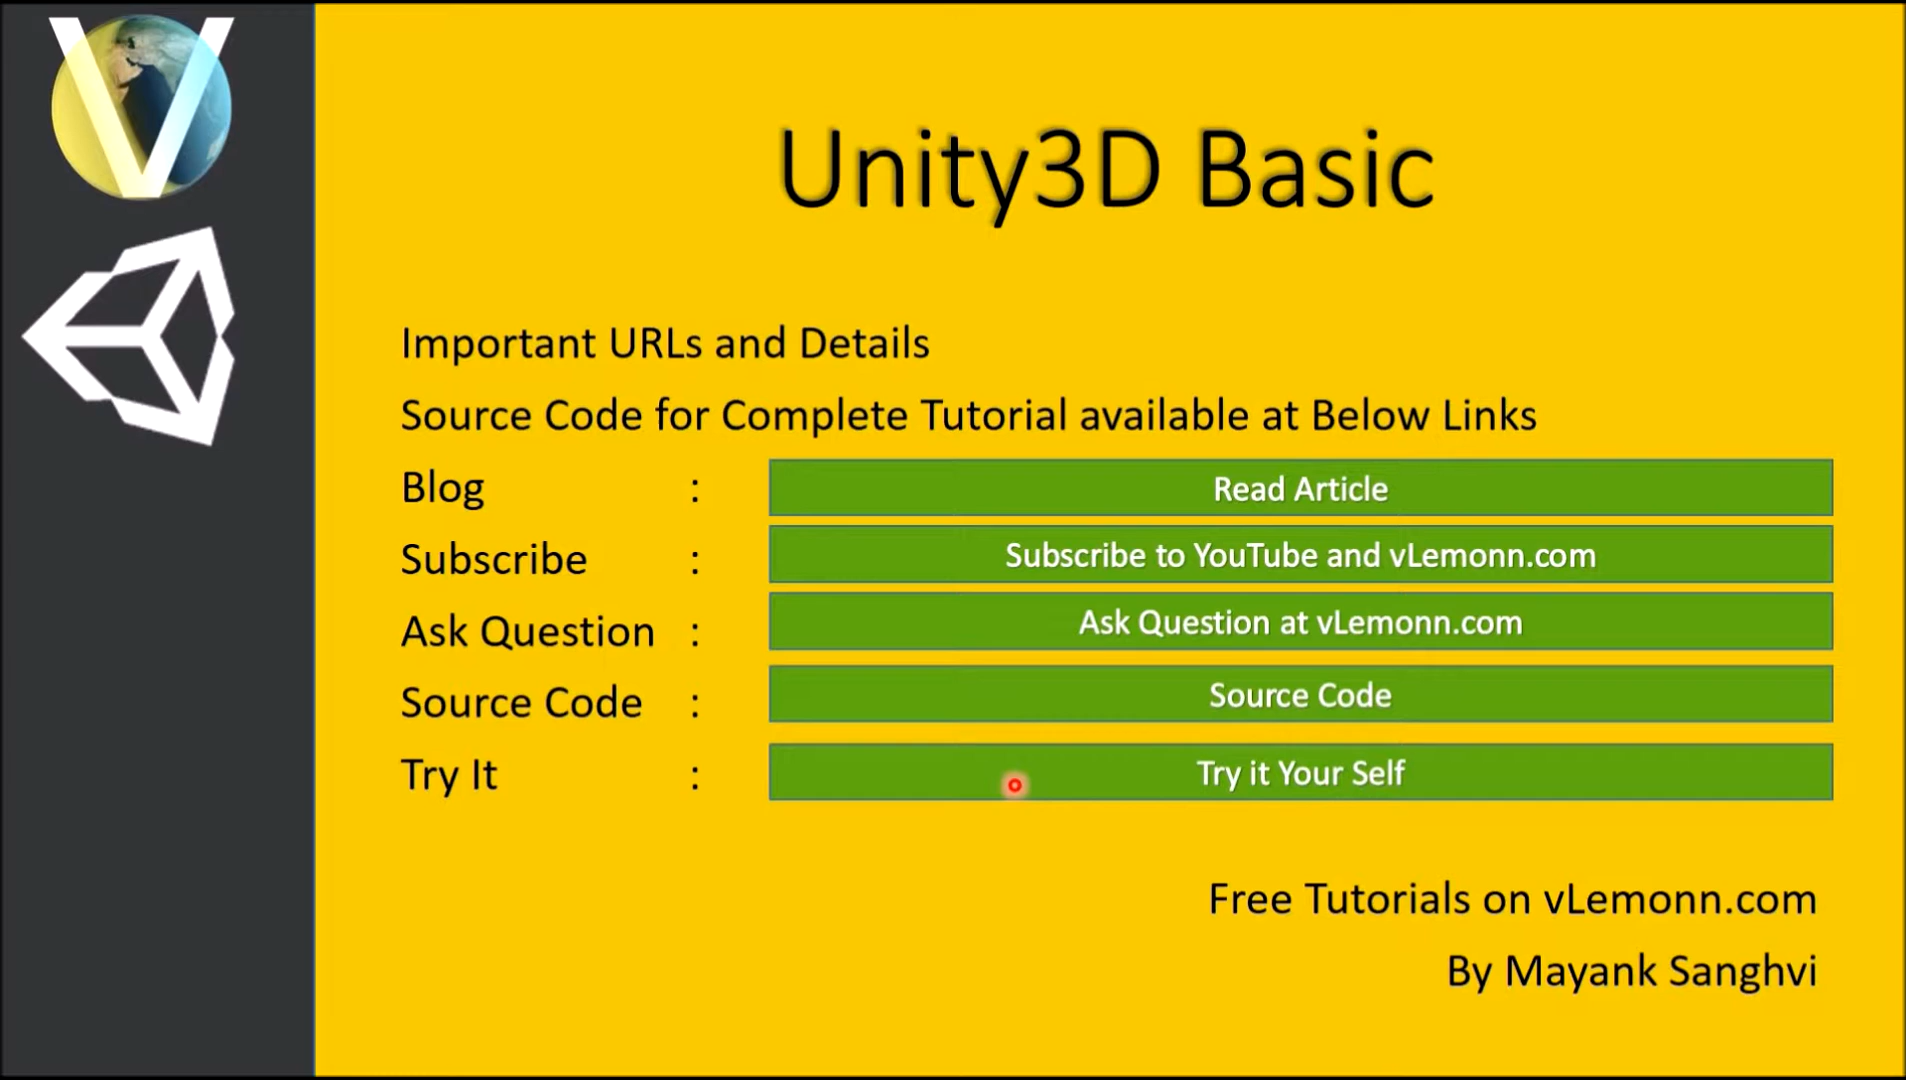 V
Unity3D Basic
Important URLs and Details
Source Code for Complete Tutorial available at Below Links
Blog : Read Article
Subscribe : Subscribe to YouTube and vLemonn.com
Ask Question : Ask Question at vLemonn.com
Source Code : Source Code
Try It : Try it Your Self
Free Tutorials on vLemonn.com
By Mayank Sanghvi